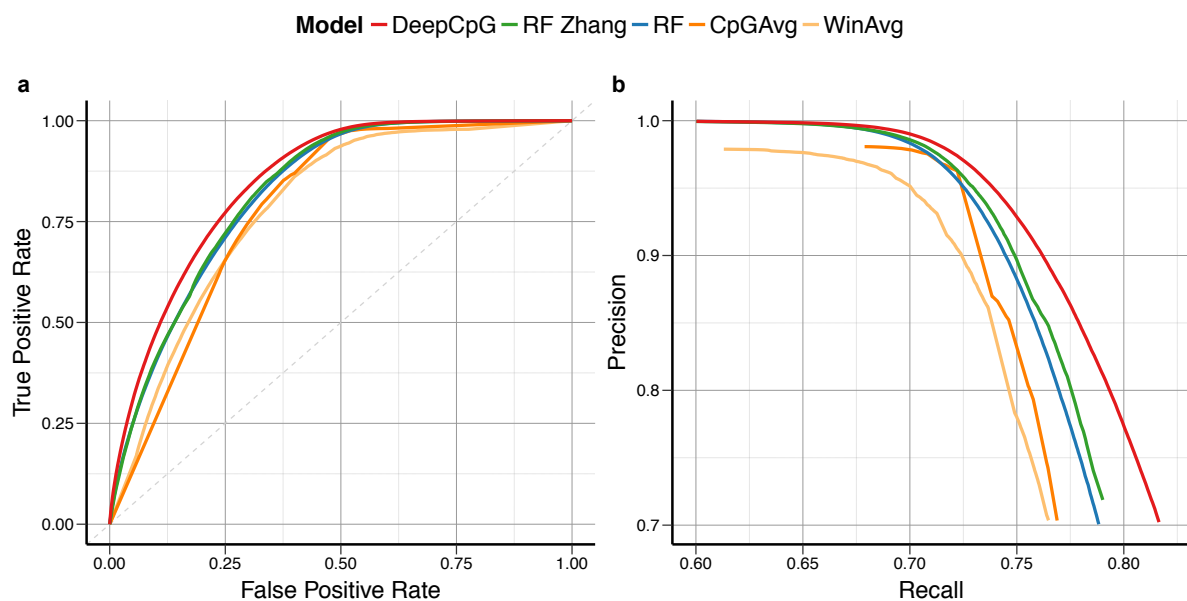 Model DeepCpG RF Zhang RF CpGAvg WinAvg
a
True Positive Rate
1.00
0.75
0.50
0.25
0.00
0.00 0.25 0.50 0.75 1.00
False Positive Rate
b
Precision
1.0
0.9
0.8
0.7
0.60 0.65 0.70 0.75 0.80
Recall